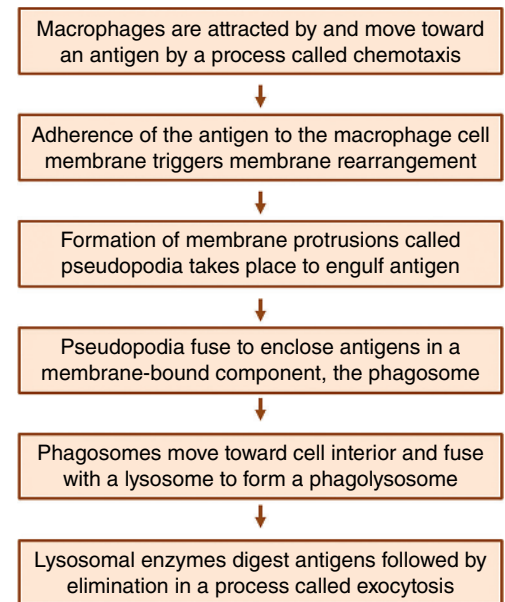 Macrophages are attracted by and move toward
an antigen by a process called chemotaxis
Adherence of the antigen to the macrophage cell
membrane triggers membrane rearrangement
Formation of membrane protrusions called
pseudopodia takes place to engulf antigen
Pseudopodia fuse to enclose antigens in a
membrane-bound component, the phagosome
Phagosomes move toward cell interior and fuse
with a lysosome to form a phagolysosome
Lysosomal enzymes digest antigens followed by
elimination in a process called exocytosis